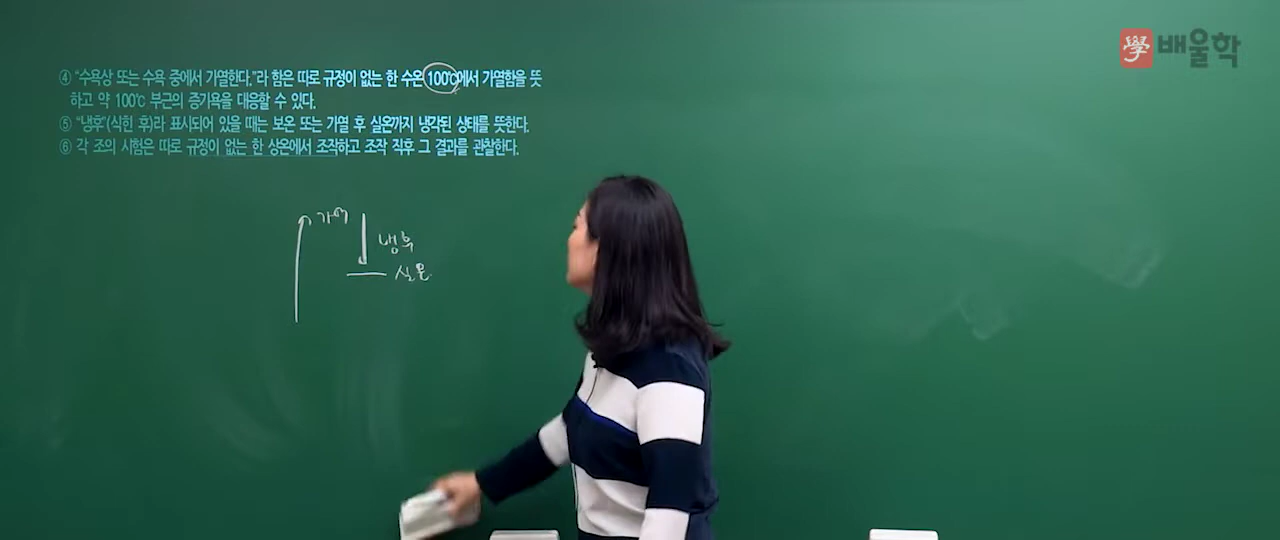 學 배울학
④ "수욕상 또는 수욕 중에서 가열한다."라 함은 따로 규정이 없는 한 수온 100℃에서 가열함을 뜻
하고 약 100℃ 부근의 증기욕을 대응할 수 있다.
⑤ "냉후"(식힌 후)라 표시되어 있을 때는 보온 또는 가열 후 실온까지 냉각된 상태를 뜻한다.
⑥ 각 조의 시험은 따로 규정이 없는 한 상온에서 조작하고 조작 직후 그 결과를 관찰한다.
가열
냉후
실온